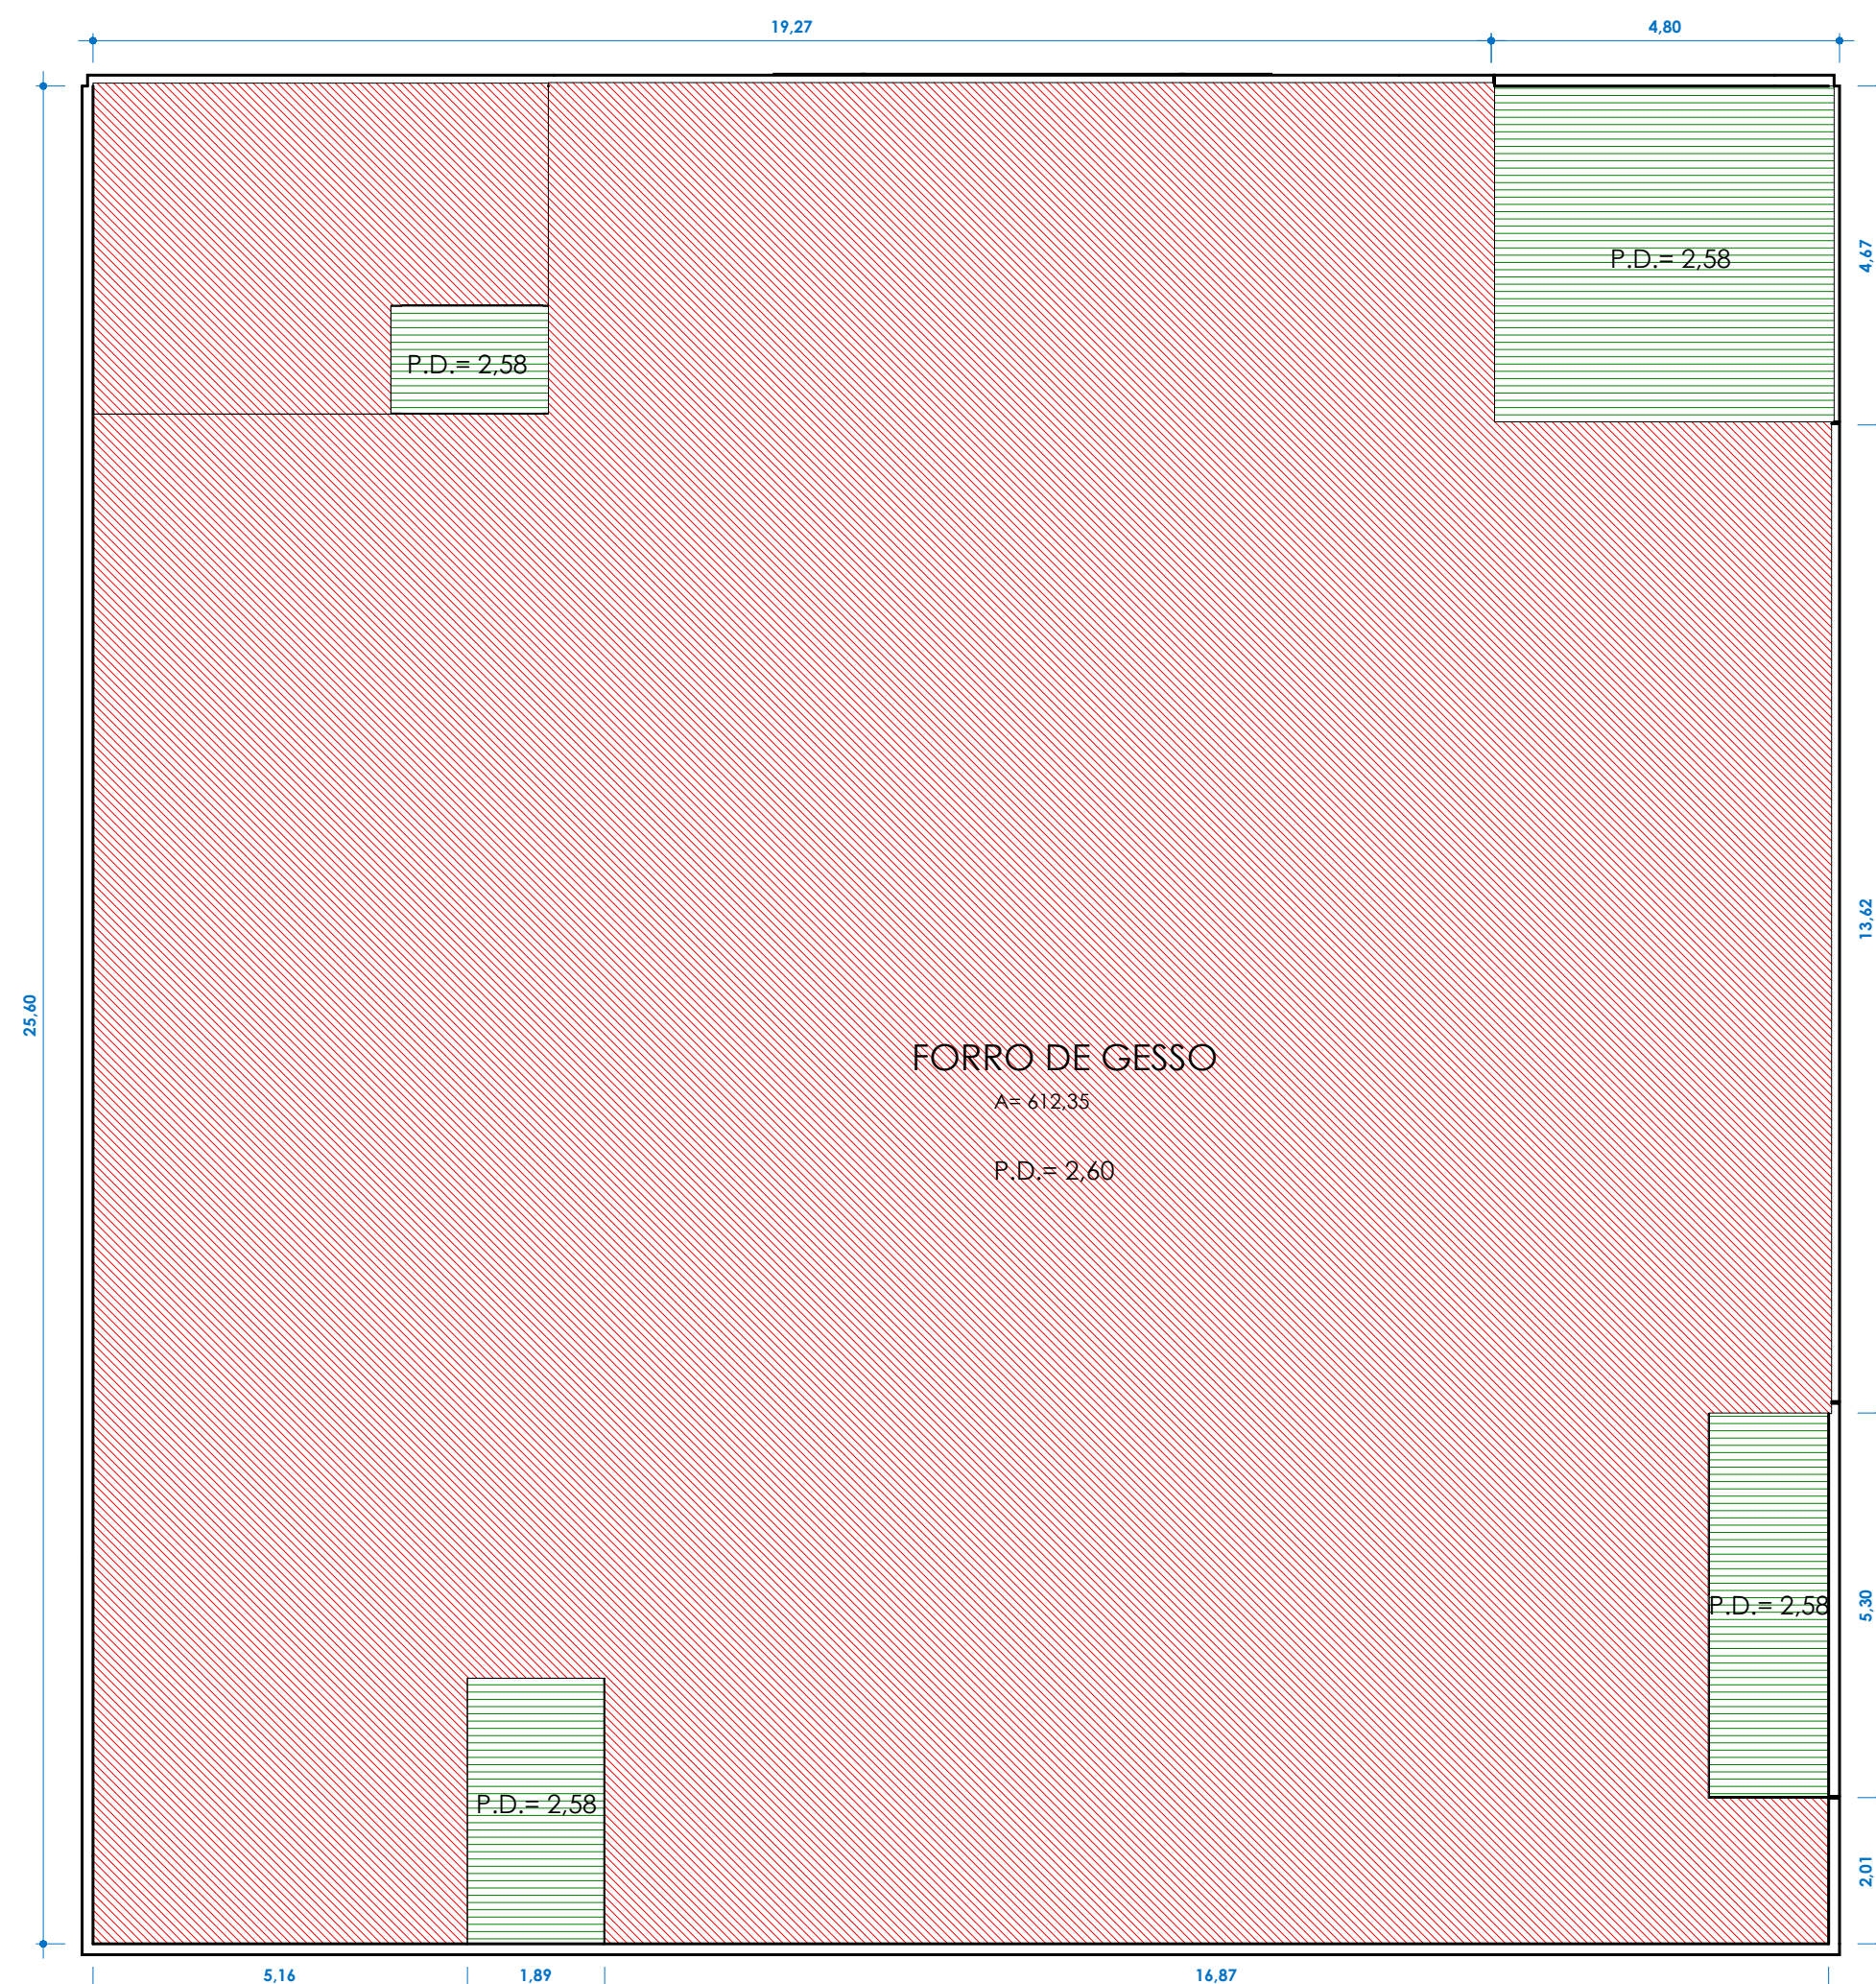 19,27
4,80
P.D.= 2,58
4,67
P.D.= 2,58
13,62
25,60
FORRO DE GESSO
A= 612,35
P.D.= 2,60
P.D.= 2,58
5,30
P.D.= 2,58
2,01
5,16
1,89
16,87